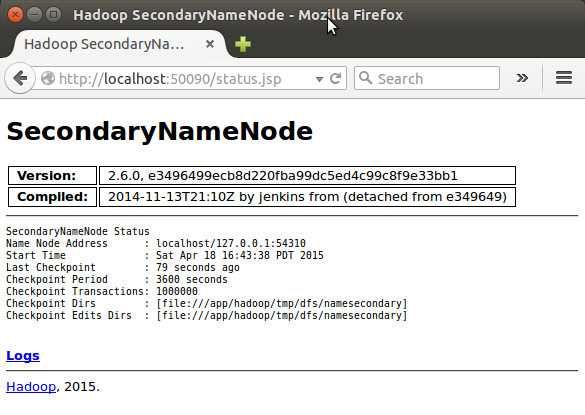 Hadoop SecondaryNameNode - Mozilla Firefox
Hadoop SecondaryNa...
http://localhost:50090/status.jsp
Search
SecondaryNameNode
Version: 2.6.0, e3496499ecb8d220fba99dc5ed4c99c8f9e33bb1
Compiled: 2014-11-13T21:10Z by jenkins from (detached from e349649)
SecondaryNameNode Status
Name Node Address : localhost/127.0.0.1:54310
Start Time : Sat Apr 18 16:43:38 PDT 2015
Last Checkpoint : 79 seconds ago
Checkpoint Period : 3600 seconds
Checkpoint Transactions: 1000000
Checkpoint Dirs : [file:///app/hadoop/tmp/dfs/namesecondary]
Checkpoint Edits Dirs : [file:///app/hadoop/tmp/dfs/namesecondary]
Logs
Hadoop, 2015.